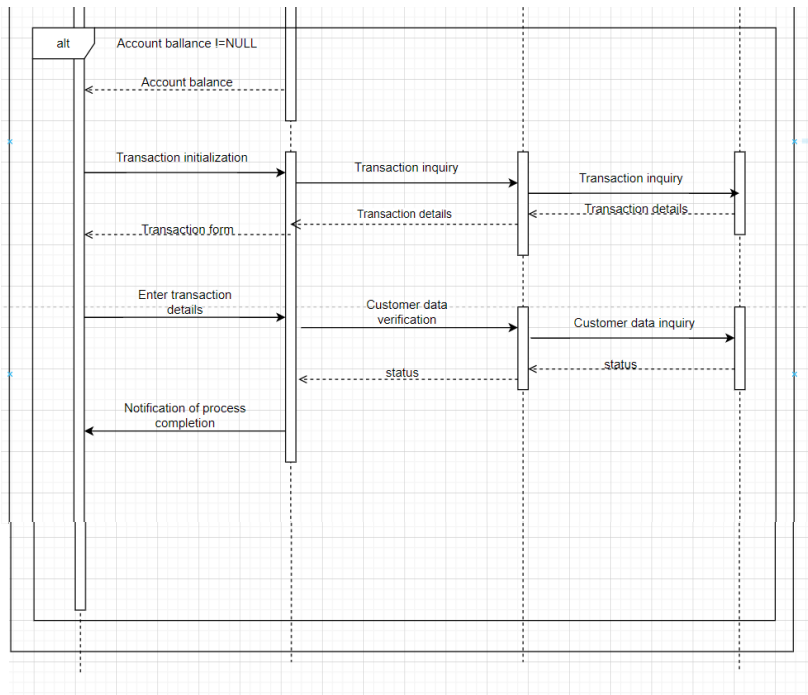 alt
Account ballance !=NULL
Account balance
Transaction initialization
Transaction inquiry
Transaction inquiry
Transaction details
Transaction details
Transaction form
Enter transaction
details
Customer data
verification
Customer data inquiry
status
status
Notification of process
completion